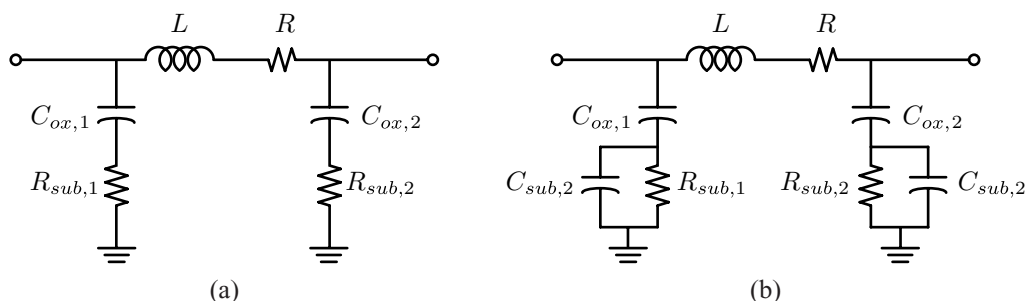 L R L R
C_{ox,1} C_{ox,2} C_{ox,1} C_{ox,2}
R_{sub,1} R_{sub,2} C_{sub,2} R_{sub,1} R_{sub,2} C_{sub,2}
(a) (b)